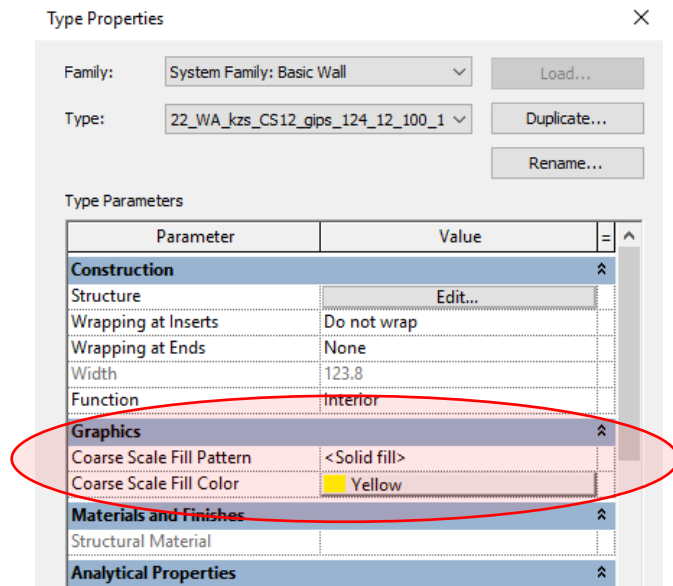 Type Properties
Family: System Family: Basic Wall Load...
Type: 22_WA_kzs_CS12_gips_124_12_100_1 Duplicate...
Rename...
Type Parameters
Parameter Value =
Construction
Structure Edit...
Wrapping at Inserts Do not wrap
Wrapping at Ends None
Width 123.8
Function Interior
Graphics
Coarse Scale Fill Pattern <Solid fill>
Coarse Scale Fill Color Yellow
Materials and Finishes
Structural Material
Analytical Properties